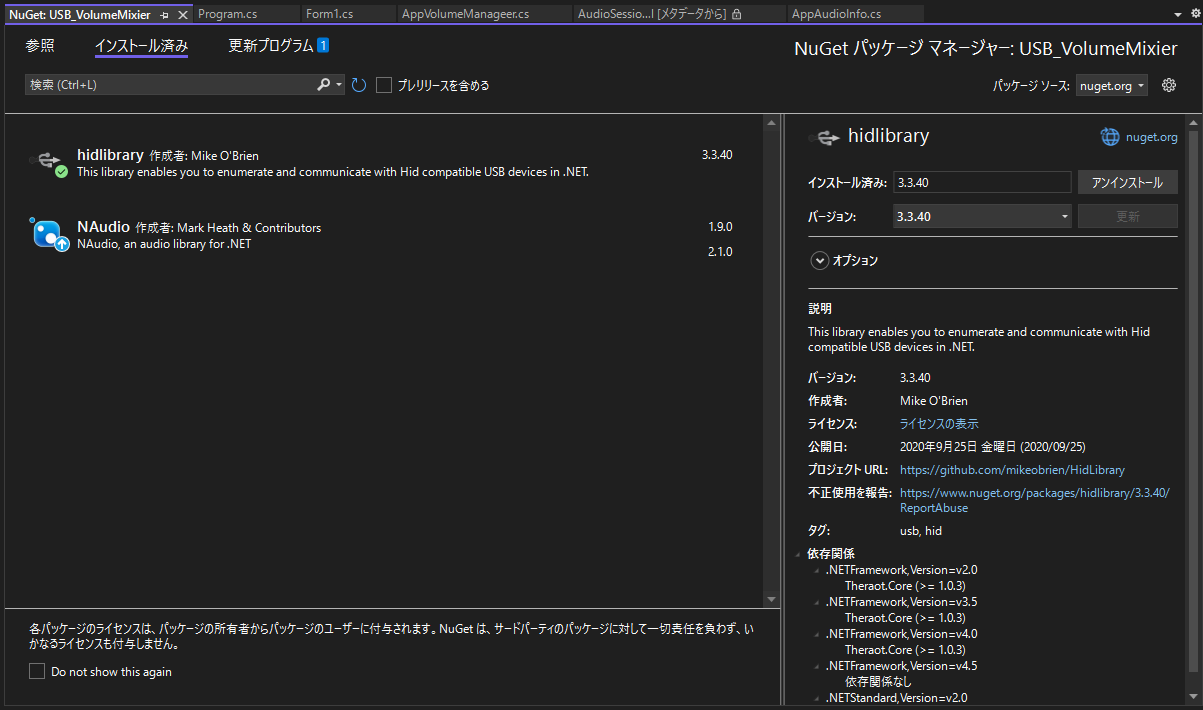 NuGet: USB_VolumeMixier
Program.cs
Form1.cs
AppVolumeManageer.cs
AudioSessio...l [メタデータから]
AppAudioInfo.cs
参照
インストール済み
更新プログラム 1
NuGet パッケージ マネージャー: USB_VolumeMixier
検索 (Ctrl+L)
プレリリースを含める
パッケージ ソース: nuget.org
hidlibrary 作成者: Mike O'Brien
3.3.40
This library enables you to enumerate and communicate with Hid compatible USB devices in .NET.
NAudio 作成者: Mark Heath & Contributors
1.9.0
NAudio, an audio library for .NET
2.1.0
各パッケージのライセンスは、パッケージの所有者からパッケージのユーザーに付与されます。NuGet は、サードパーティのパッケージに対して一切責任を負わず、い
かなるライセンスも付与しません。
Do not show this again
hidlibrary
nuget.org
インストール済み: 3.3.40 アンインストール
バージョン: 3.3.40 更新
オプション
説明
This library enables you to enumerate and communicate with Hid
compatible USB devices in .NET.
バージョン: 3.3.40
作成者: Mike O'Brien
ライセンス: ライセンスの表示
公開日: 2020年9月25日 金曜日 (2020/09/25)
プロジェクト URL: https://github.com/mikeobrien/HidLibrary
不正使用を報告: https://www.nuget.org/packages/hidlibrary/3.3.40/
ReportAbuse
タグ: usb, hid
依存関係
.NETFramework,Version=v2.0
Theraot.Core (>= 1.0.3)
.NETFramework,Version=v3.5
Theraot.Core (>= 1.0.3)
.NETFramework,Version=v4.0
Theraot.Core (>= 1.0.3)
.NETFramework,Version=v4.5
依存関係なし
.NETStandard,Version=v2.0